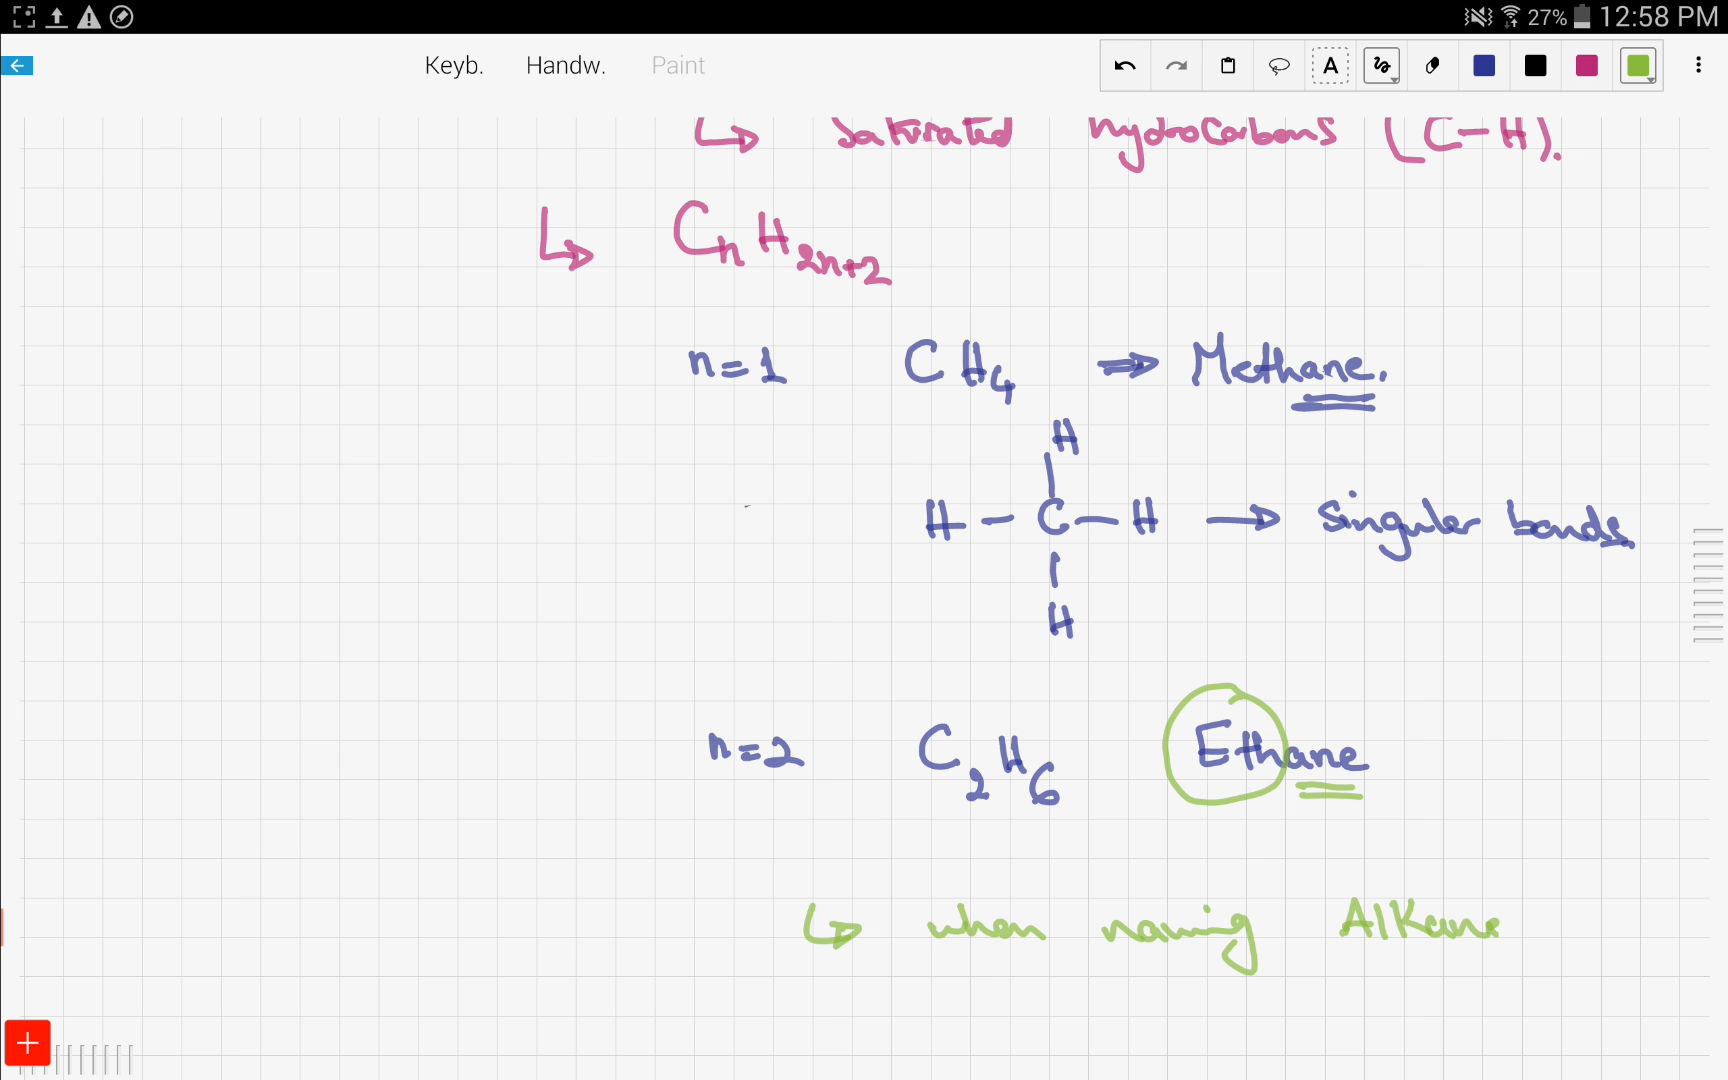 27% 12:58 PM
Keyb. Handw. Paint A
↳ Saturated hydrocarbons (C-H).
↳ CnH2n+2
n=1 CH4 ⇒ Methane.
H
H - C - H → Singular bonds
H
n=2 C2H6 Ethane
↳ when naming Alkane